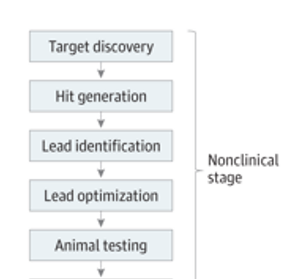 Target discovery
Hit generation
Lead identification
Lead optimization
Animal testing
Nonclinical
stage